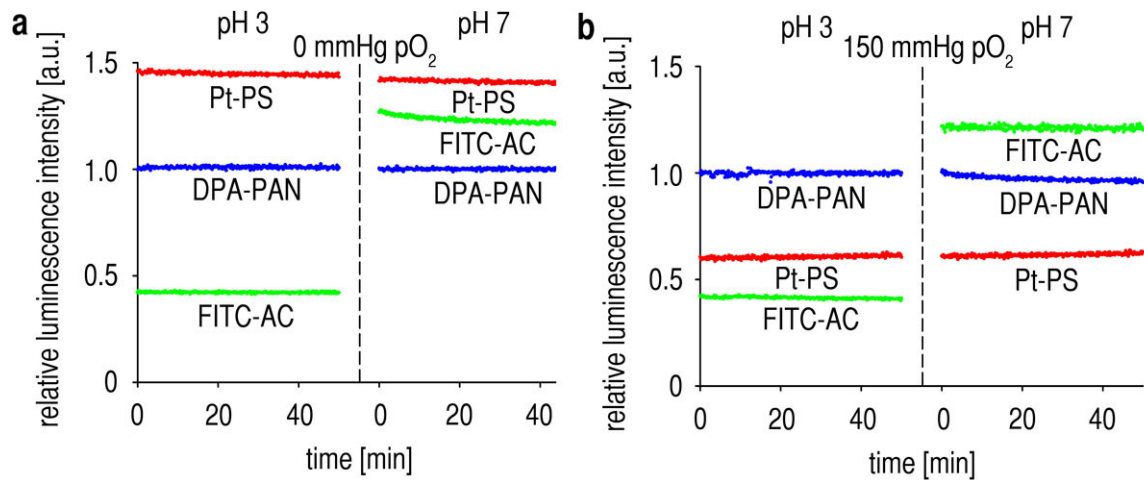 a
pH 3
pH 7
0 mmHg pO2
relative luminescence intensity [a.u.]
1.5
1.0
0.5
0
Pt-PS
DPA-PAN
FITC-AC
Pt-PS
FITC-AC
DPA-PAN
0 20 40 0 20 40
time [min]
b
pH 3
pH 7
150 mmHg pO2
relative luminescence intensity [a.u.]
1.5
1.0
0.5
0
DPA-PAN
Pt-PS
FITC-AC
FITC-AC
DPA-PAN
Pt-PS
0 20 40 0 20 40
time [min]